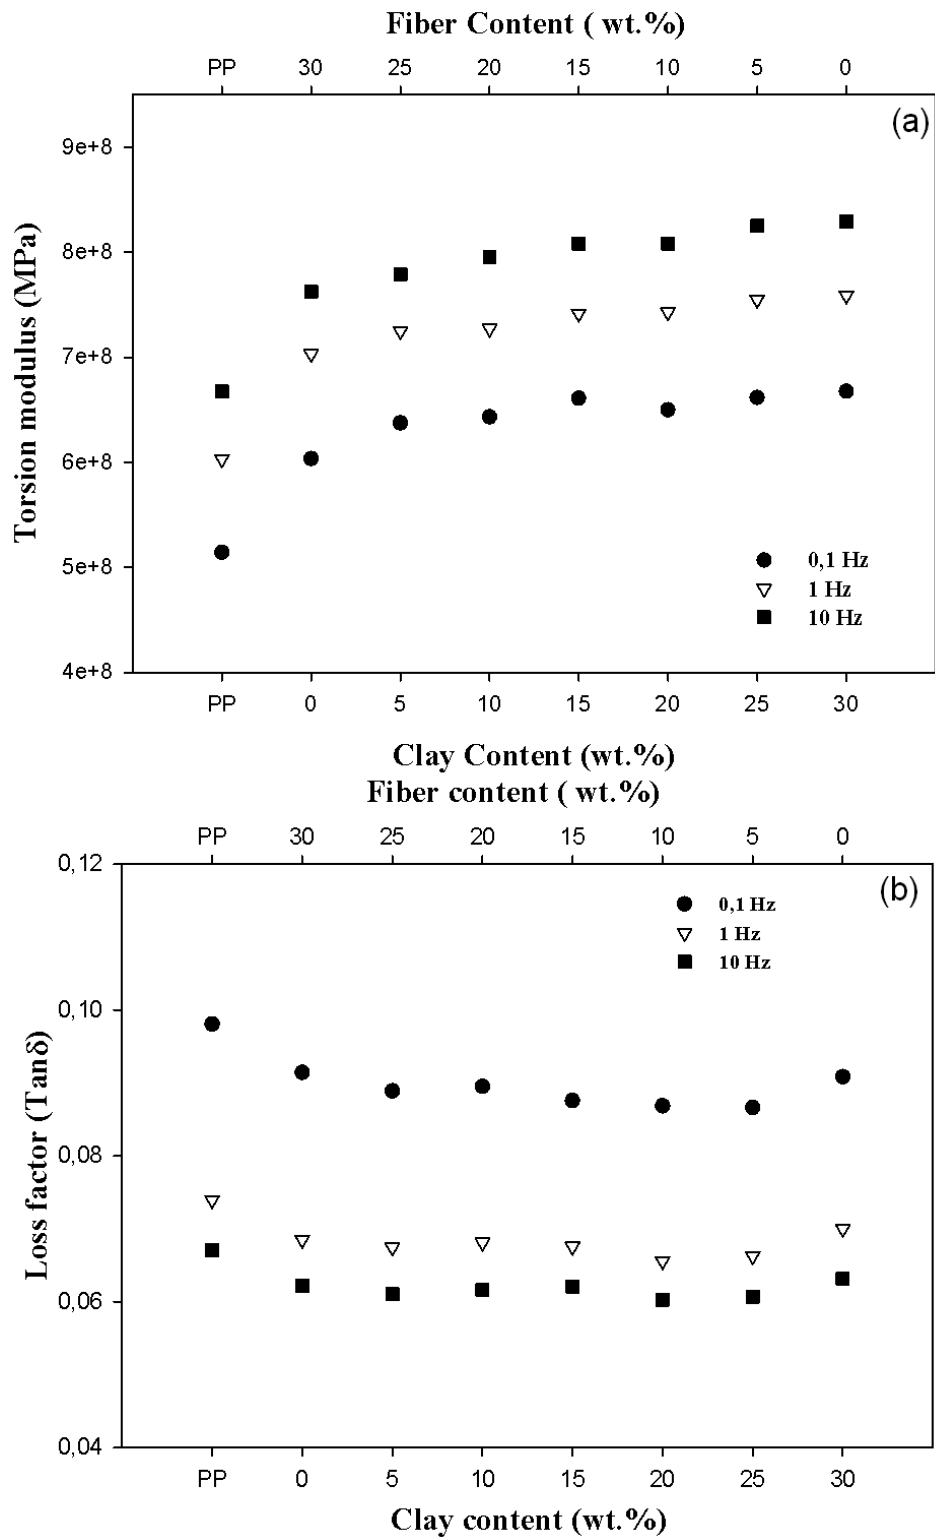 Fiber Content ( wt.%)
PP 30 25 20 15 10 5 0
(a)
9e+8
8e+8
7e+8
6e+8
5e+8
4e+8
Torsion modulus (MPa)
0,1 Hz
1 Hz
10 Hz
PP 0 5 10 15 20 25 30
Clay Content (wt.%)
Fiber content ( wt.%)
PP 30 25 20 15 10 5 0
(b)
0,12
0,10
0,08
0,06
0,04
Loss factor (Tanδ)
0,1 Hz
1 Hz
10 Hz
PP 0 5 10 15 20 25 30
Clay content (wt.%)